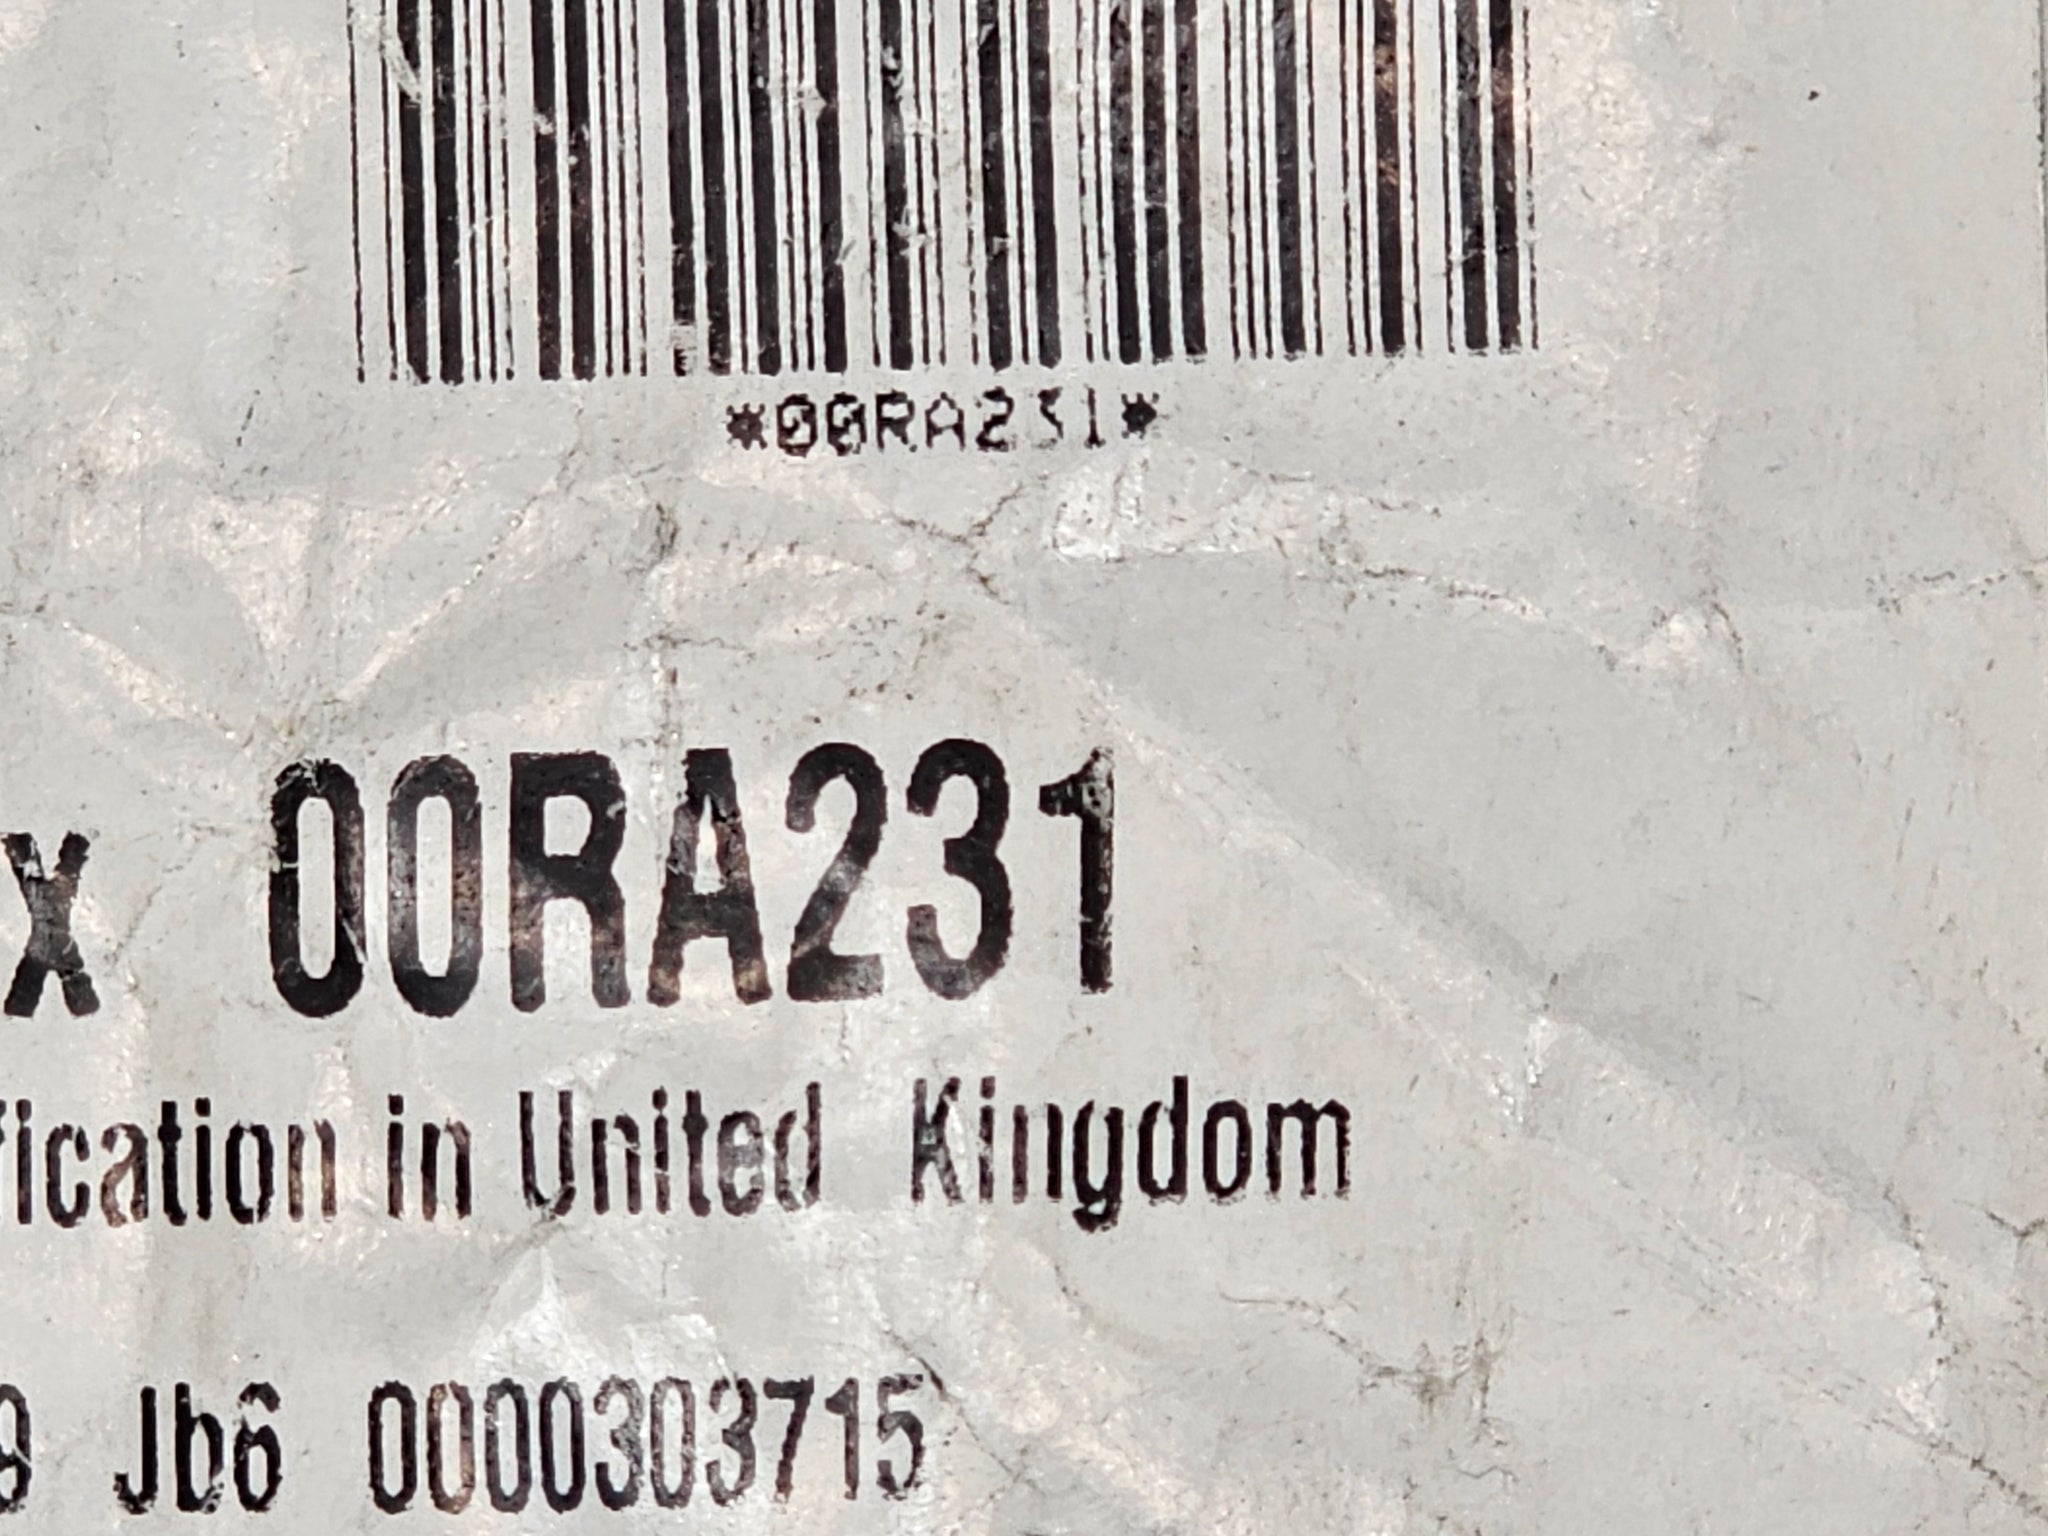 *00RA231*
x 00RA231
fication in United Kingdom
9 Jb6 0000303715